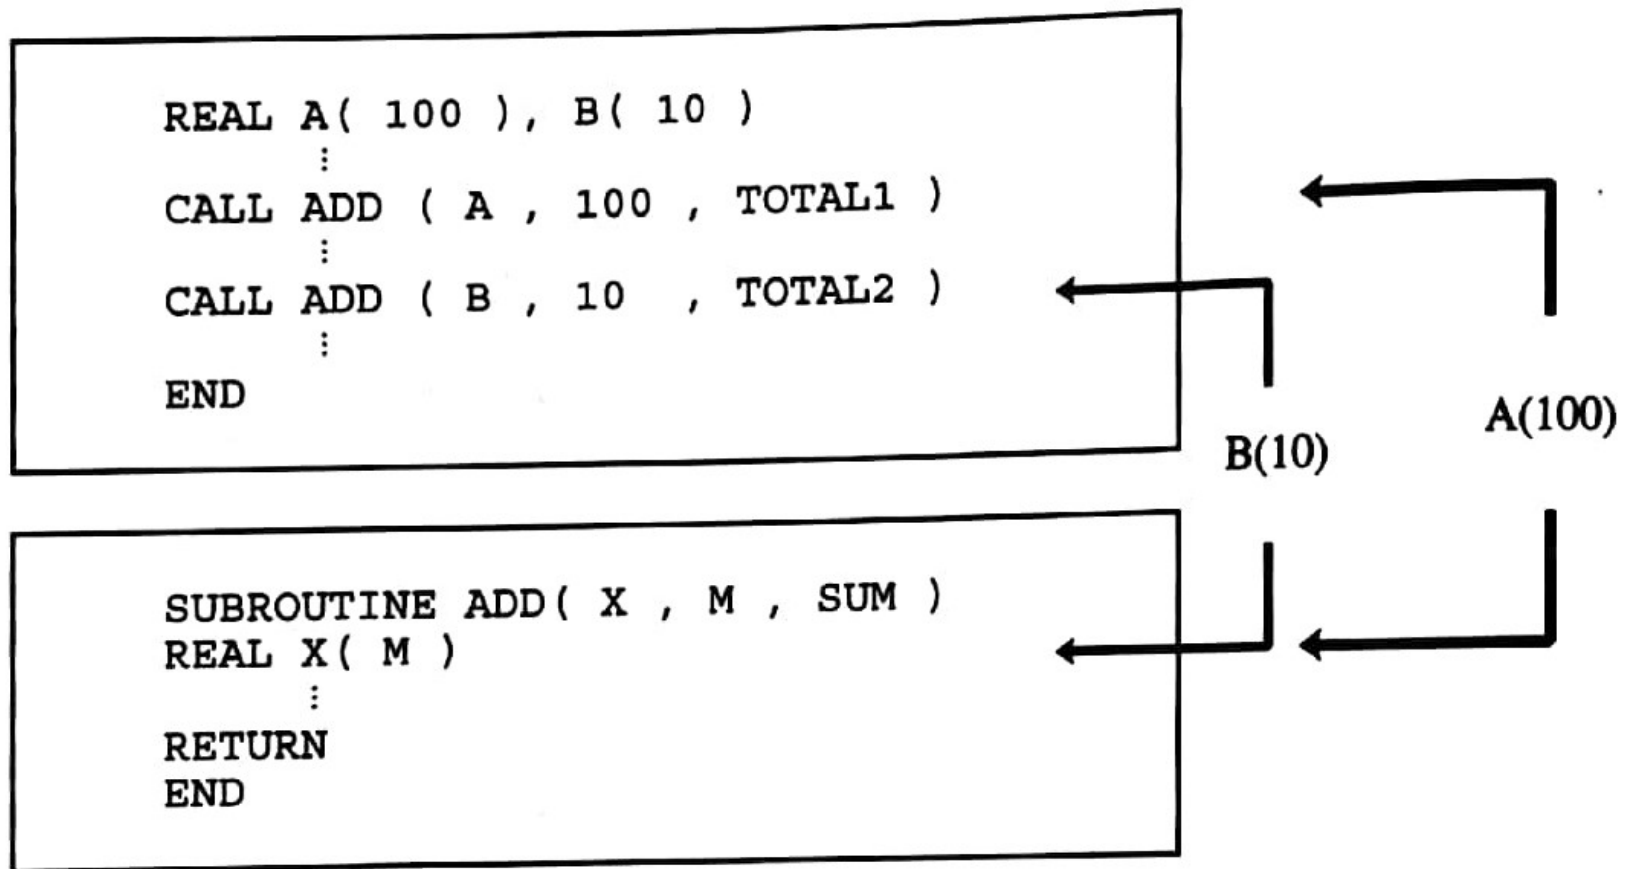 REAL A( 100 ), B( 10 )
⋮
CALL ADD ( A , 100 , TOTAL1 )
⋮
CALL ADD ( B , 10 , TOTAL2 )
⋮
END
B(10)
A(100)
SUBROUTINE ADD( X , M , SUM )
REAL X( M )
⋮
RETURN
END